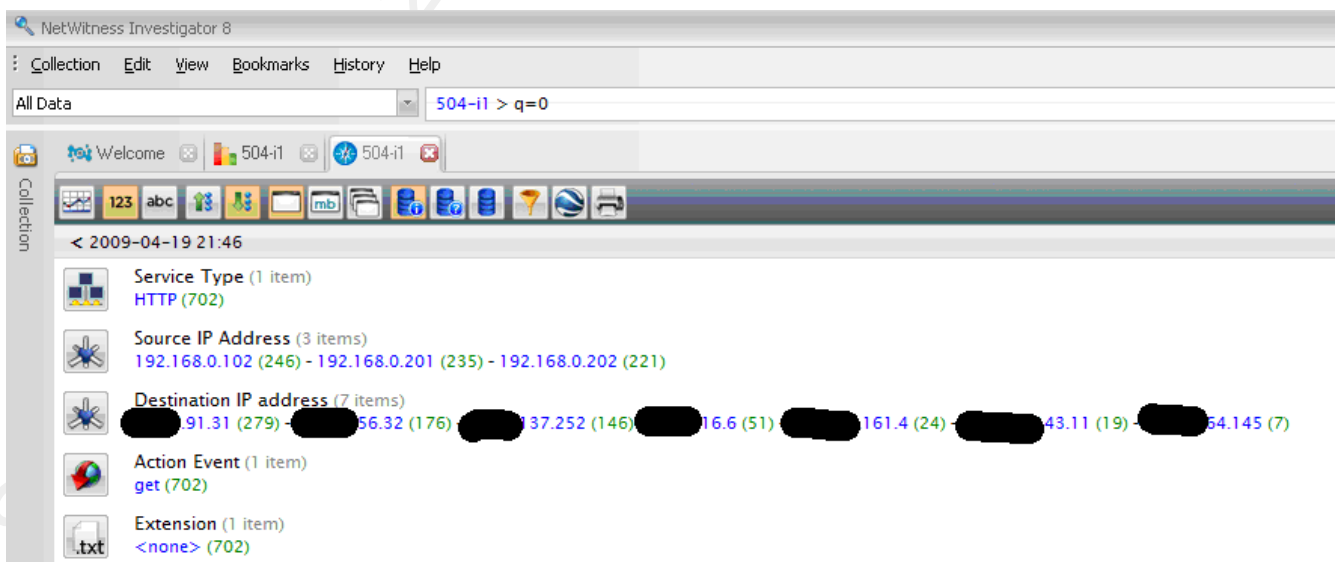 NetWitness Investigator 8
Collection Edit View Bookmarks History Help
All Data 504-i1 > q=0
Welcome 504-i1 504-i1
Collection
123 abc mb
< 2009-04-19 21:46
Service Type (1 item)
HTTP (702)
Source IP Address (3 items)
192.168.0.102 (246) - 192.168.0.201 (235) - 192.168.0.202 (221)
Destination IP address (7 items)
.91.31 (279) - 56.32 (176) - 137.252 (146) 16.6 (51) 161.4 (24) - 43.11 (19) - 64.145 (7)
Action Event (1 item)
get (702)
Extension (1 item)
.txt
<none> (702)